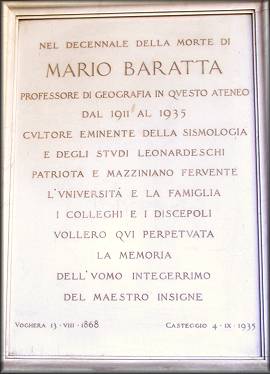 NEL DECENNALE DELLA MORTE DI
MARIO BARATTA
PROFESSORE DI GEOGRAFIA IN QVESTO ATENEO
DAL 1911 AL 1935
CVLTORE EMINENTE DELLA SISMOLOGIA
E DEGLI STVDI LEONARDESCHI
PATRIOTA E MAZZINIANO FERVENTE
L'VNIVERSITÀ E LA FAMIGLIA
I COLLEGHI E I DISCEPOLI
VOLLERO QVI PERPETVATA
LA MEMORIA
DELL'VOMO INTEGERRIMO
DEL MAESTRO INSIGNE
VOGHERA 13 · VIII · 1868 CASTEGGIO 4 · IX · 1935